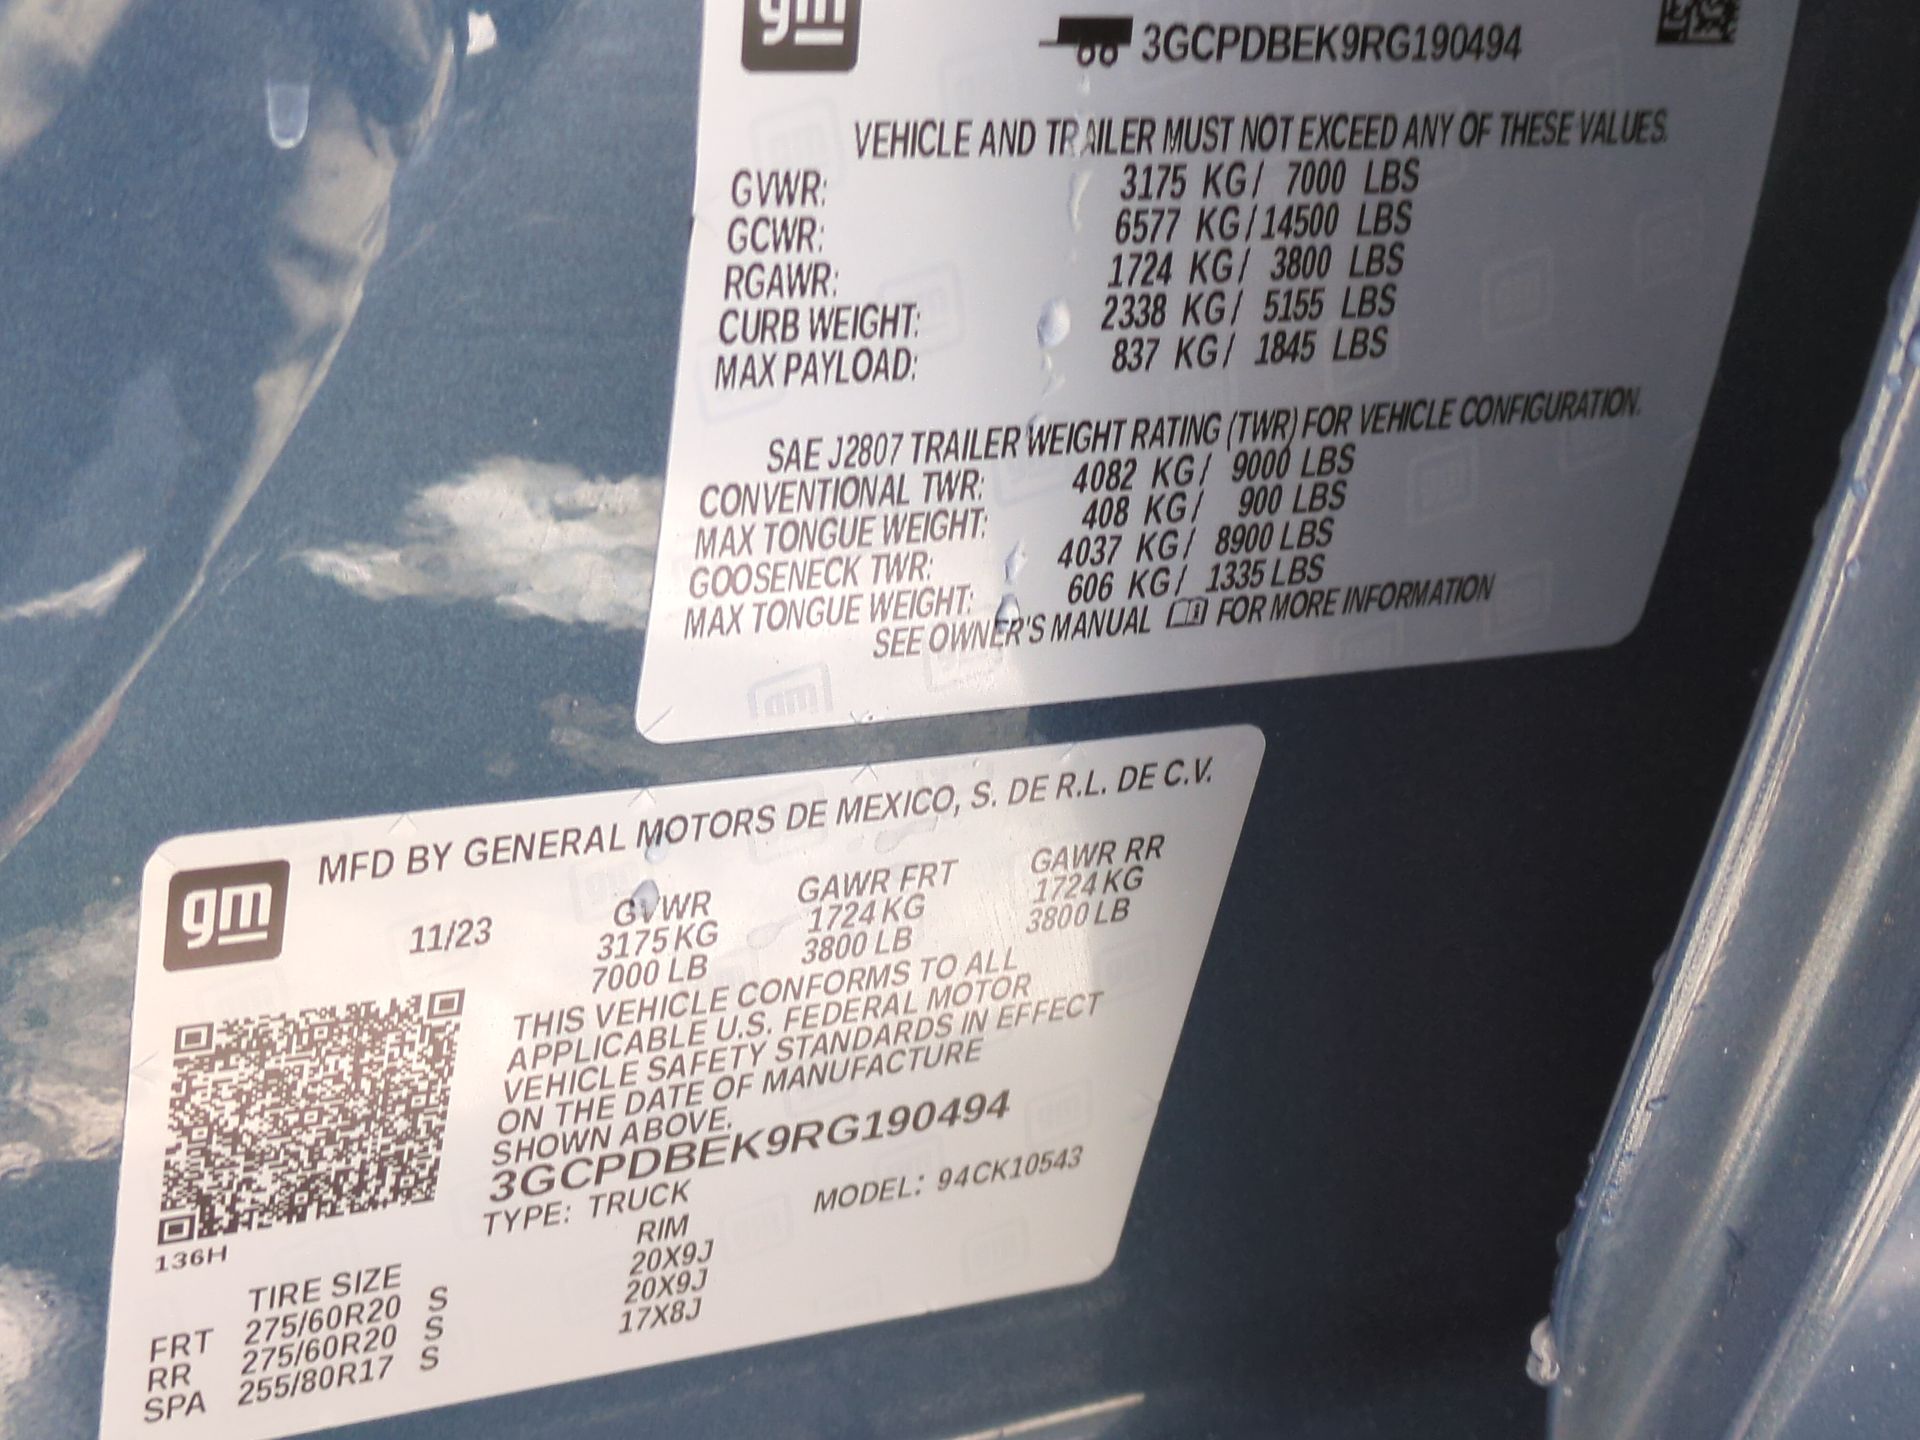 gm
3GCPDBEK9RG190494
VEHICLE AND TRAILER MUST NOT EXCEED ANY OF THESE VALUES.
GVWR: 3175 KG/ 7000 LBS
GCWR: 6577 KG/14500 LBS
RGAWR: 1724 KG/ 3800 LBS
CURB WEIGHT: 2338 KG/ 5155 LBS
MAX PAYLOAD: 837 KG/ 1845 LBS
SAE J2807 TRAILER WEIGHT RATING (TWR) FOR VEHICLE CONFIGURATION.
CONVENTIONAL TWR: 4082 KG/ 9000 LBS
MAX TONGUE WEIGHT: 408 KG/ 900 LBS
GOOSENECK TWR: 4037 KG/ 8900 LBS
MAX TONGUE WEIGHT: 606 KG/ 1335 LBS
SEE OWNER'S MANUAL FOR MORE INFORMATION
MFD BY GENERAL MOTORS DE MEXICO, S. DE R.L. DE C.V.
gm
11/23 GVWR GAWR FRT GAWR RR
3175 KG 1724 KG 1724 KG
7000 LB 3800 LB 3800 LB
THIS VEHICLE CONFORMS TO ALL
APPLICABLE U.S. FEDERAL MOTOR
VEHICLE SAFETY STANDARDS IN EFFECT
ON THE DATE OF MANUFACTURE
SHOWN ABOVE.
3GCPDBEK9RG190494
TYPE: TRUCK MODEL: 94CK10543
136H
TIRE SIZE RIM
FRT 275/60R20 S 20X9J
RR 275/60R20 S 20X9J
SPA 255/80R17 S 17X8J